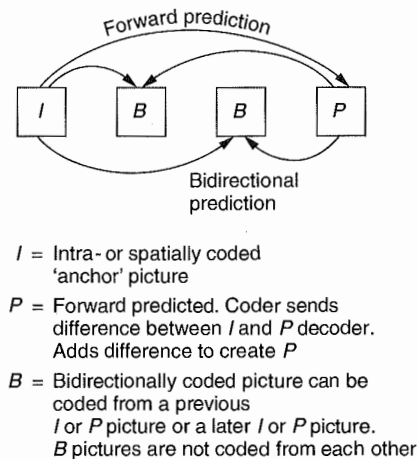 Forward prediction
I B B P
Bidirectional
prediction
I = Intra- or spatially coded
'anchor' picture
P = Forward predicted. Coder sends
difference between I and P decoder.
Adds difference to create P
B = Bidirectionally coded picture can be
coded from a previous
I or P picture or a later I or P picture.
B pictures are not coded from each other